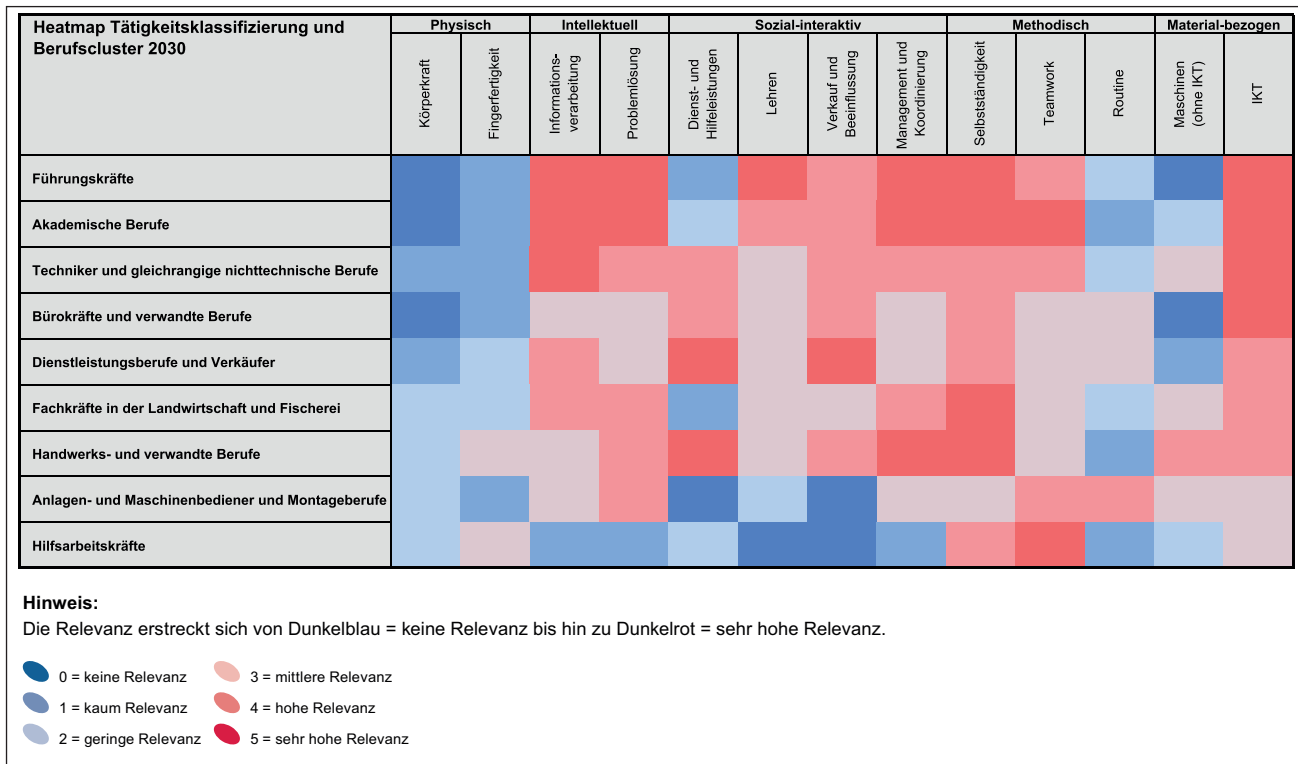 Heatmap Tätigkeitsklassifizierung und
Berufscluster 2030
Physisch
Intellektuell
Sozial-interaktiv
Methodisch
Material-bezogen
Körperkraft
Fingerfertigkeit
Informations-
verarbeitung
Problemlösung
Dienst- und
Hilfeleistungen
Lehren
Verkauf und
Beeinflussung
Management und
Koordinierung
Selbstständigkeit
Teamwork
Routine
Maschinen
(ohne IKT)
IKT
Führungskräfte
Akademische Berufe
Techniker und gleichrangige nichttechnische Berufe
Bürokräfte und verwandte Berufe
Dienstleistungsberufe und Verkäufer
Fachkräfte in der Landwirtschaft und Fischerei
Handwerks- und verwandte Berufe
Anlagen- und Maschinenbediener und Montageberufe
Hilfsarbeitskräfte
Hinweis:
Die Relevanz erstreckt sich von Dunkelblau = keine Relevanz bis hin zu Dunkelrot = sehr hohe Relevanz.
0 = keine Relevanz
3 = mittlere Relevanz
1 = kaum Relevanz
4 = hohe Relevanz
2 = geringe Relevanz
5 = sehr hohe Relevanz